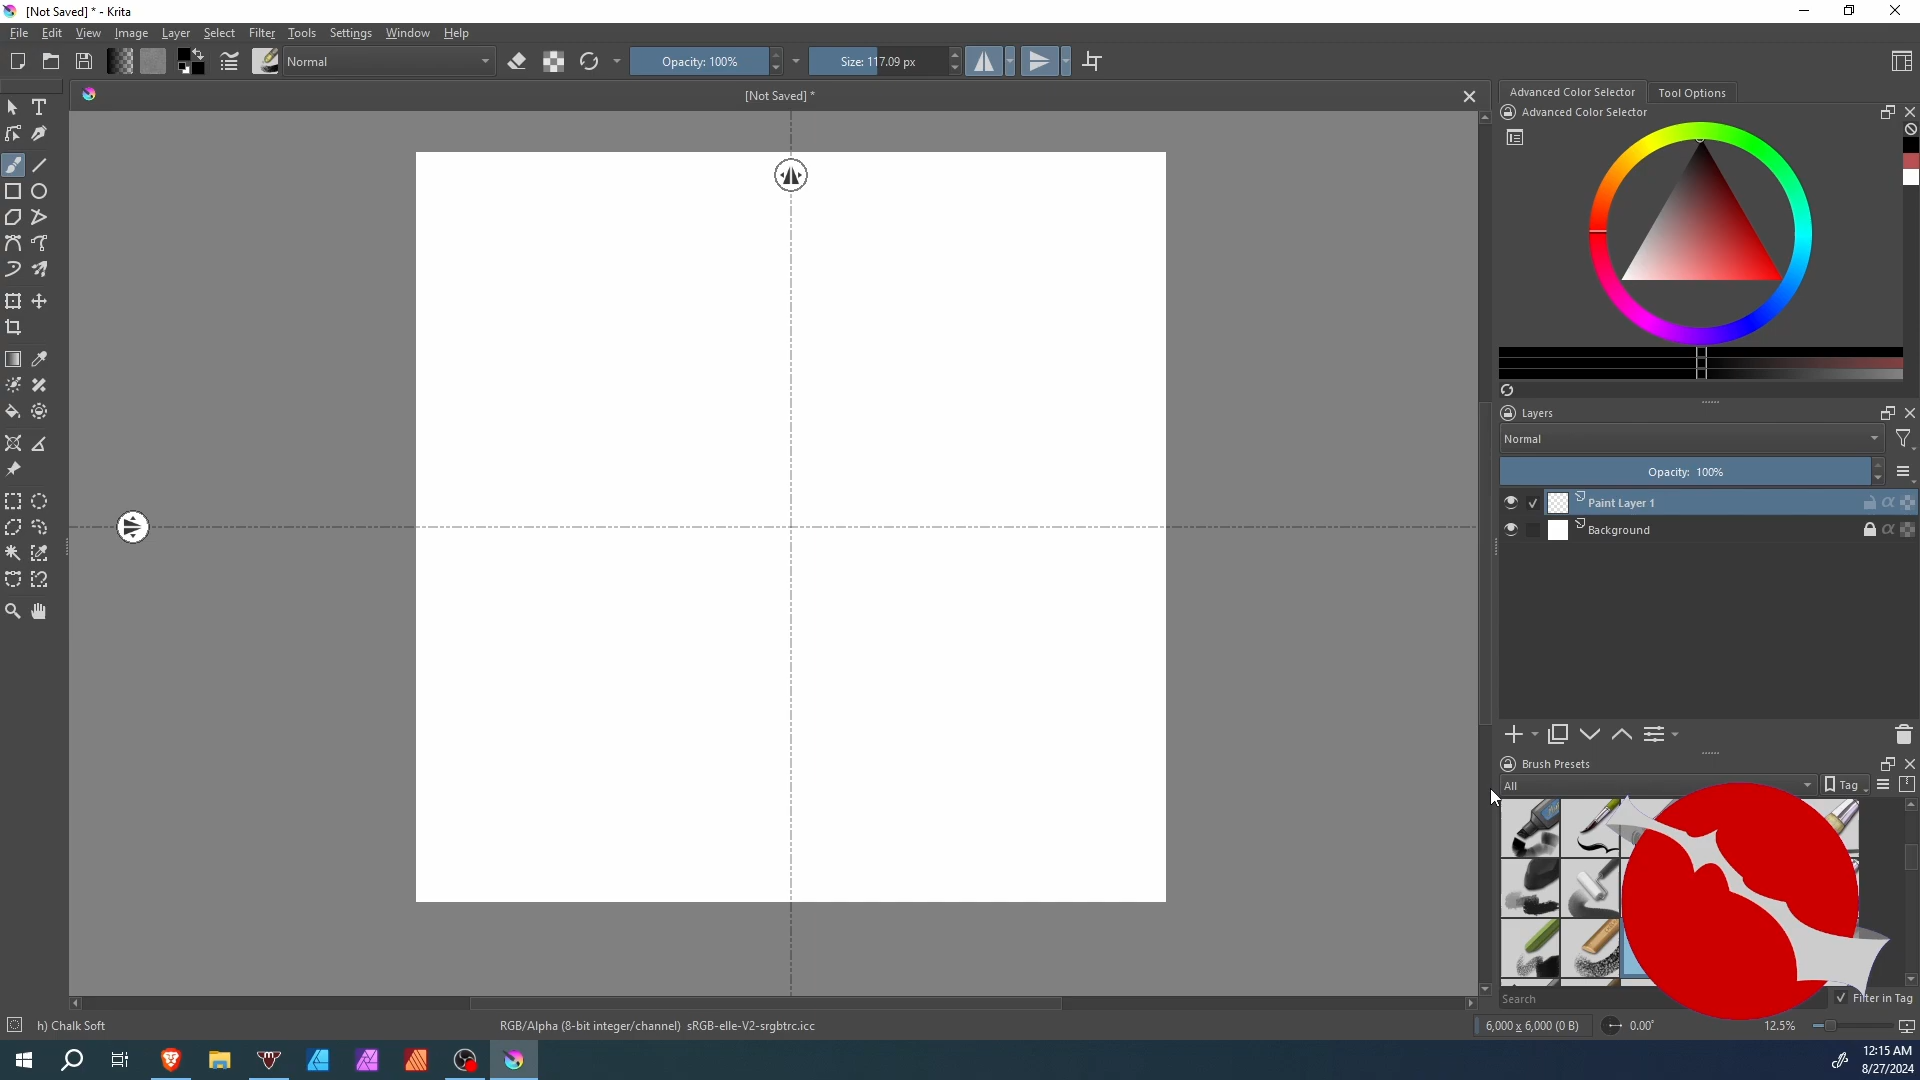 [Not Saved] * - Krita
File Edit View Image Layer Select Filter Tools Settings Window Help
Normal Opacity: 100% Size: 117.09 px
[Not Saved] *
Advanced Color Selector Tool Options
Advanced Color Selector
Layers
Normal
Opacity: 100%
Paint Layer 1
Background
Brush Presets
All Tag
Search Filter in Tag
h) Chalk Soft RGB/Alpha (8-bit integer/channel) sRGB-elle-V2-srgbtrc.icc 6,000 x 6,000 (0 B) 0.00° 12.5%
12:15 AM
8/27/2024